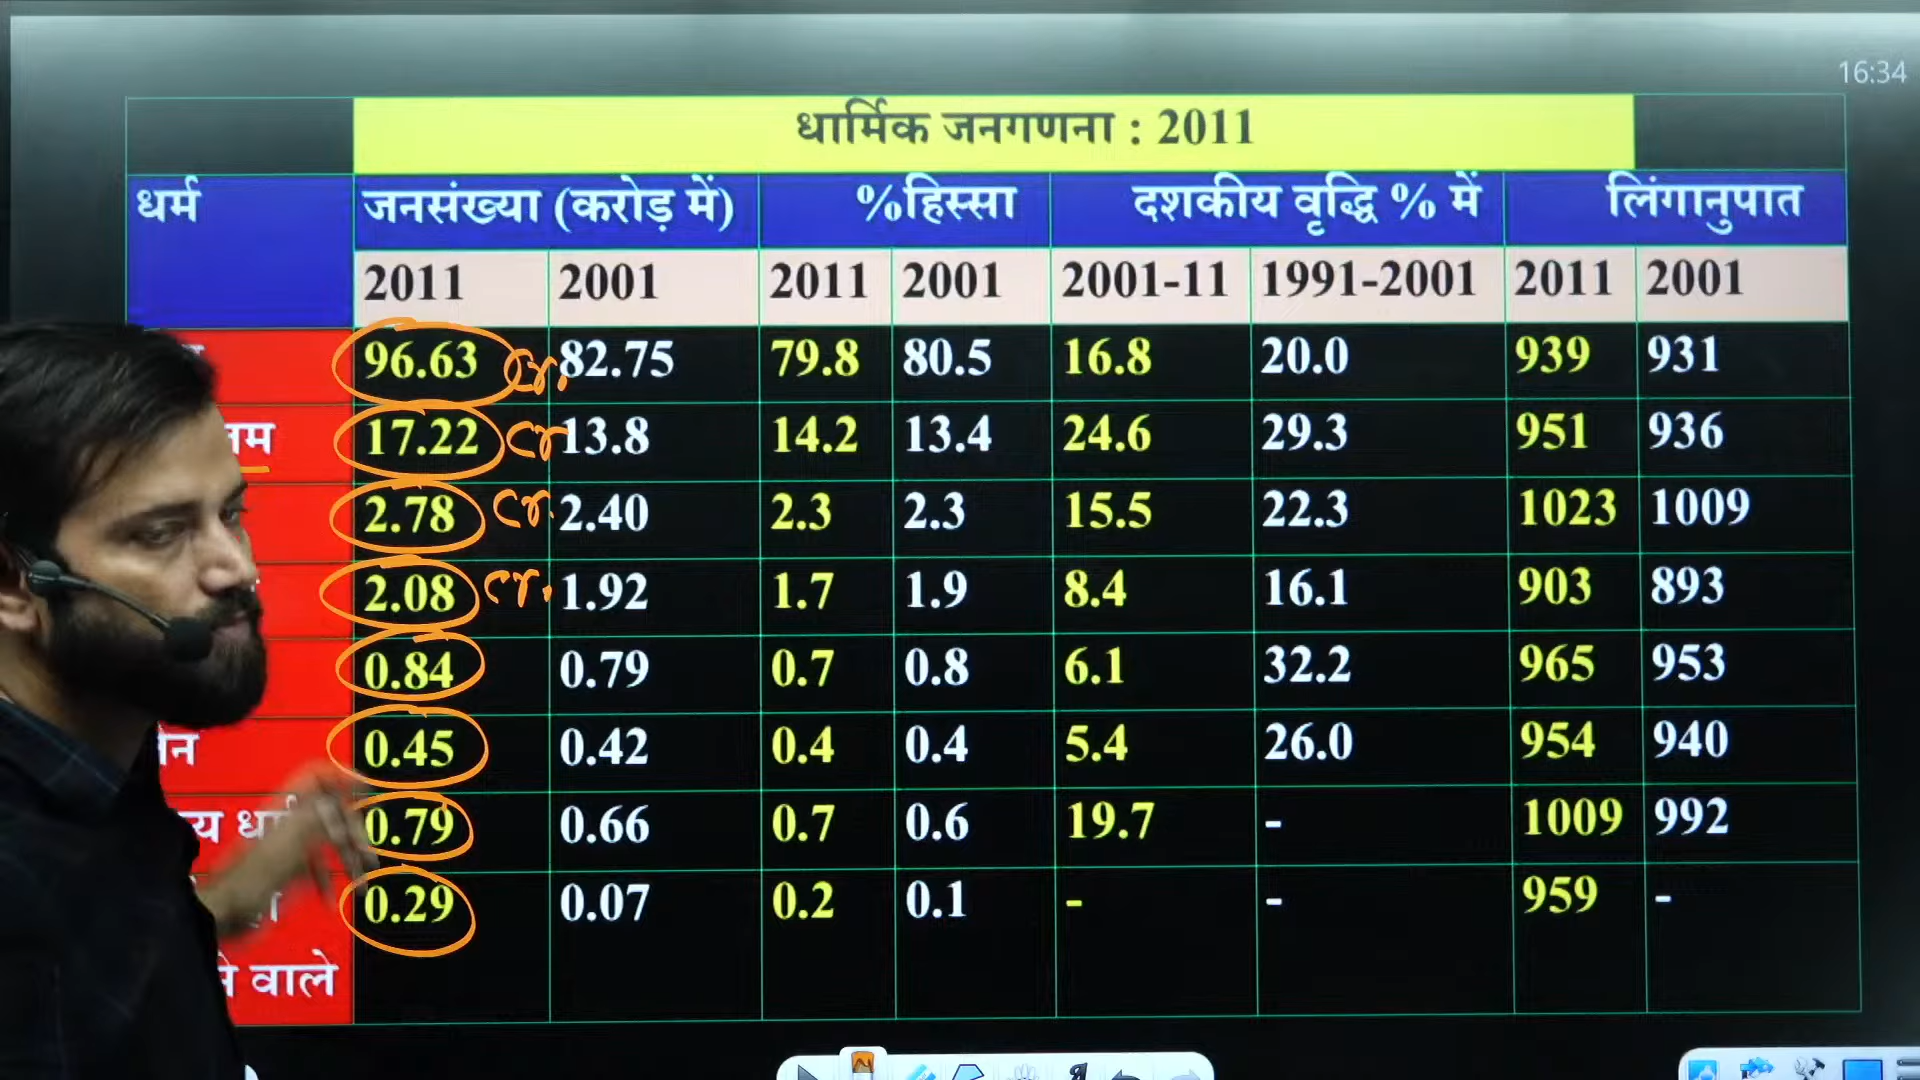 16:34
धार्मिक जनगणना : 2011
धर्म जनसंख्या (करोड़ में) %हिस्सा दशकीय वृद्धि % में लिंगानुपात
2011 2001 2011 2001 2001-11 1991-2001 2011 2001
96.63 cr. 82.75 79.8 80.5 16.8 20.0 939 931
17.22 cr 13.8 14.2 13.4 24.6 29.3 951 936
2.78 cr. 2.40 2.3 2.3 15.5 22.3 1023 1009
2.08 cr. 1.92 1.7 1.9 8.4 16.1 903 893
0.84 0.79 0.7 0.8 6.1 32.2 965 953
0.45 0.42 0.4 0.4 5.4 26.0 954 940
0.79 0.66 0.7 0.6 19.7 - 1009 992
0.29 0.07 0.2 0.1 - - 959 -
वाले